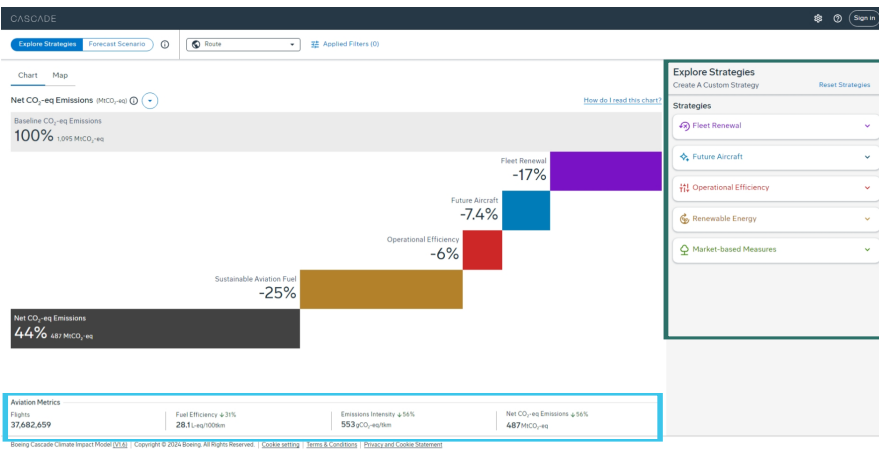 CASCADE
Sign in
Explore Strategies Forecast Scenario
Route
Applied Filters (0)
Chart Map
Net CO₂-eq Emissions (MtCO₂-eq)
How do I read this chart?
Baseline CO₂-eq Emissions
100% 1,095 MtCO₂-eq
Fleet Renewal
-17%
Future Aircraft
-7.4%
Operational Efficiency
-6%
Sustainable Aviation Fuel
-25%
Net CO₂-eq Emissions
44% 487 MtCO₂-eq
Explore Strategies
Create A Custom Strategy Reset Strategies
Strategies
Fleet Renewal
Future Aircraft
Operational Efficiency
Renewable Energy
Market-based Measures
Aviation Metrics
Flights
37,682,659
Fuel Efficiency ↓31%
28.1 L-eq/100tkm
Emissions Intensity ↓56%
553 gCO₂-eq/tkm
Net CO₂-eq Emissions ↓56%
487 MtCO₂-eq
Boeing Cascade Climate Impact Model (V1.6) | Copyright © 2024 Boeing. All Rights Reserved. | Cookie setting | Terms & Conditions | Privacy and Cookie Statement